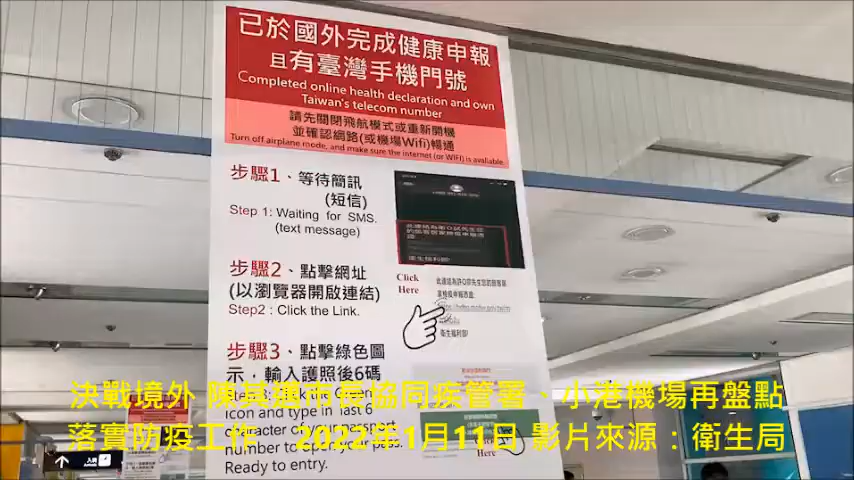 已於國外完成健康申報
且有臺灣手機門號
Completed online health declaration and own
Taiwan's telecom number
請先關閉飛航模式或重新開機
並確認網路(或機場Wifi)暢通
Turn off airplane mode, and make sure the internet (or WIFI) is available.
步驟1、等待簡訊
(短信)
Step 1: Waiting for SMS.
(text message)
步驟2、點擊網址
(以瀏覽器開啟連結)
Step2 : Click the Link.
Click
Here
衛生福利部
步驟3、點擊綠色圖
示，輸入護照後6碼
icon and type in last 6
Ready to entry.
Here
決戰境外 陳其邁市長協同疾管署、小港機場再盤點
落實防疫工作 2022年1月11日 影片來源：衛生局
入境